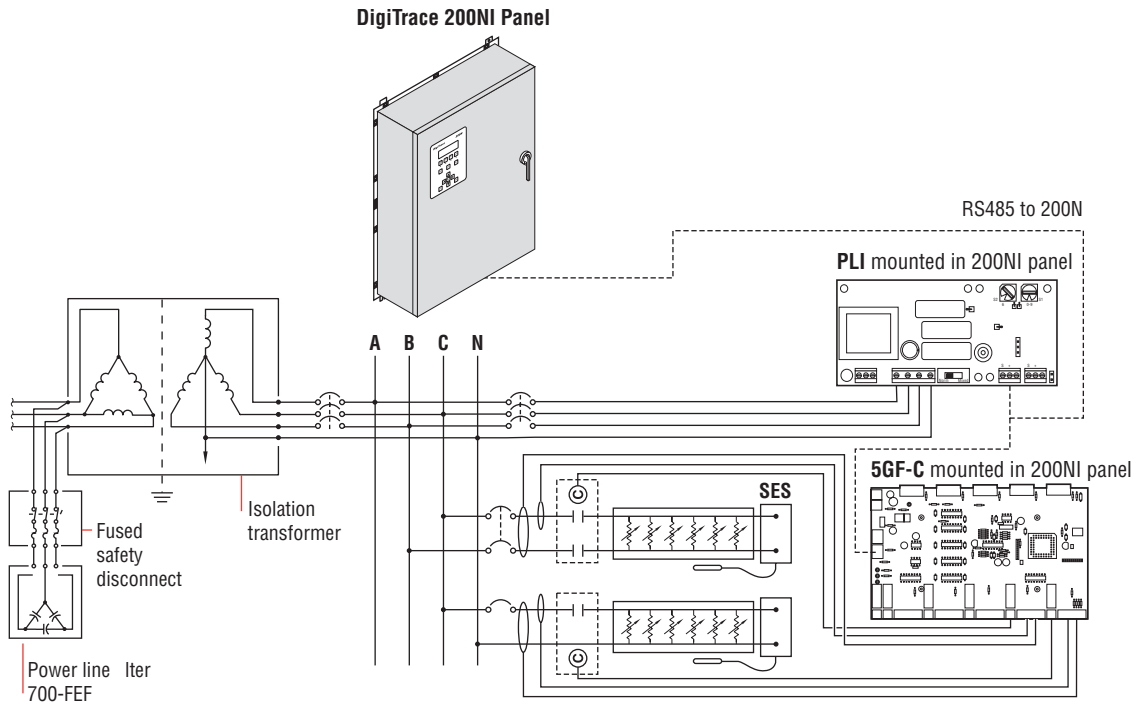 DigiTrace 200NI Panel
RS485 to 200N
PLI mounted in 200NI panel
A B C N
5GF-C mounted in 200NI panel
C
SES
Isolation
transformer
Fused
safety
disconnect
SES
C
Power line lter
700-FEF